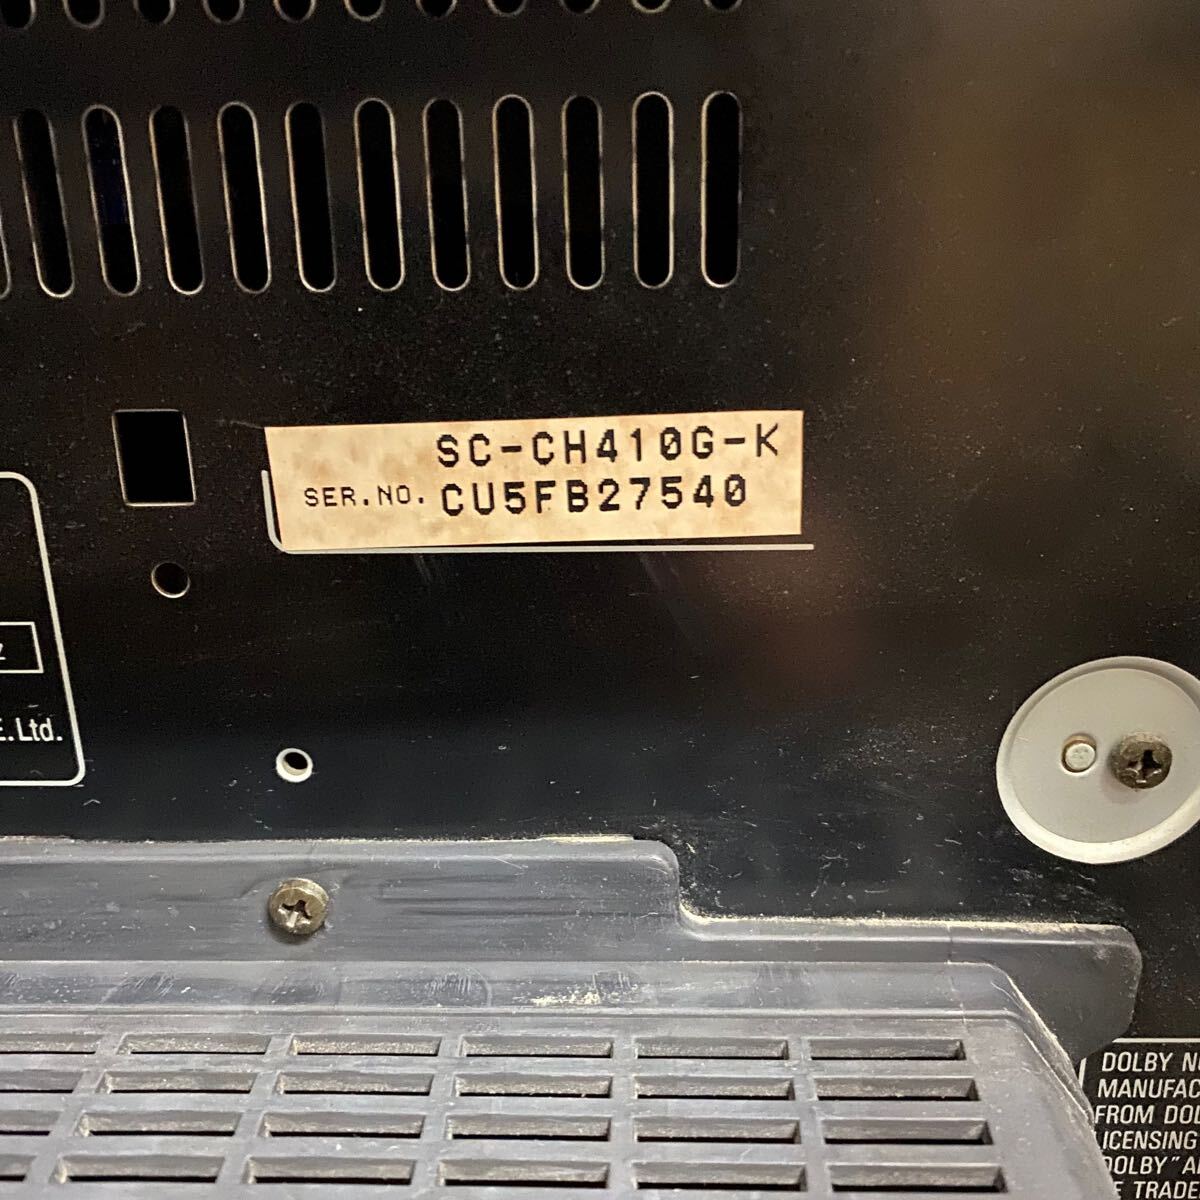 SC-CH410G-K
SER.NO. CU5FB27540
E.Ltd.
DOLBY
MANUFAC
FROM DOL
LICENSING
DOLBY"
TRADE